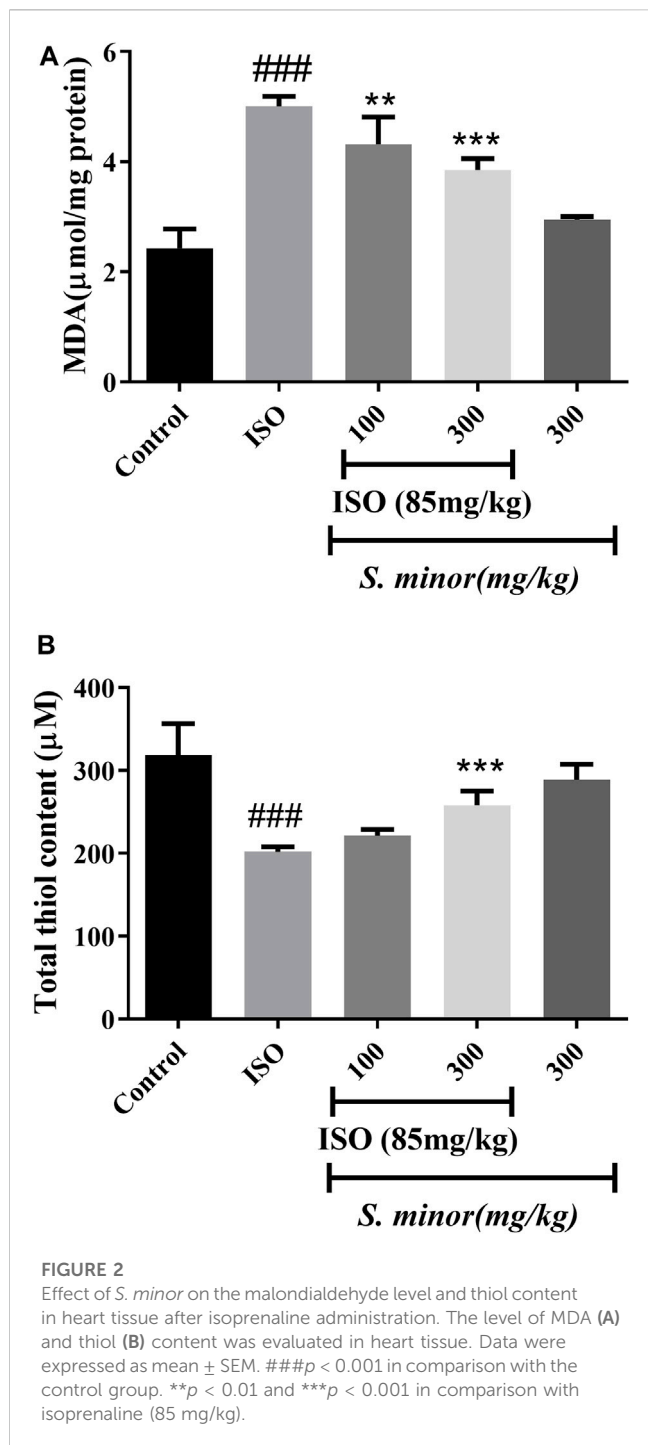 A
MDA(μmol/mg protein)
6
4
2
0
###
**
***
Control
ISO
100
300
300
ISO (85mg/kg)
S. minor(mg/kg)
B
Total thiol content (μM)
400
300
200
100
0
###
***
Control
ISO
100
300
300
ISO (85mg/kg)
S. minor(mg/kg)
FIGURE 2
Effect of S. minor on the malondialdehyde level and thiol content
in heart tissue after isoprenaline administration. The level of MDA (A)
and thiol (B) content was evaluated in heart tissue. Data were
expressed as mean ± SEM. ###p < 0.001 in comparison with the
control group. **p < 0.01 and ***p < 0.001 in comparison with
isoprenaline (85 mg/kg).